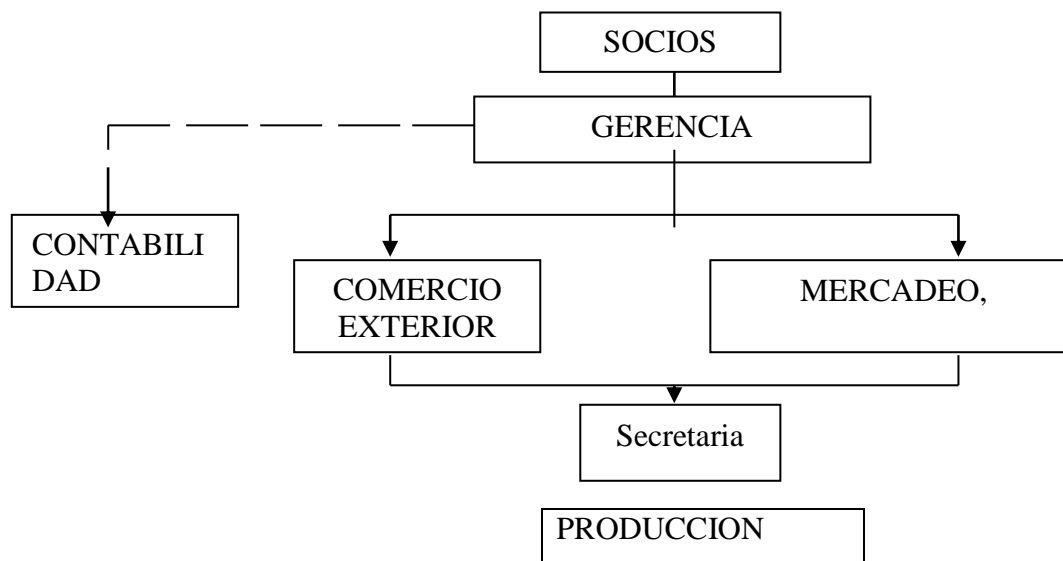 SOCIOS
GERENCIA
CONTABILI
DAD
COMERCIO
EXTERIOR
MERCADEO,
Secretaria
PRODUCCION